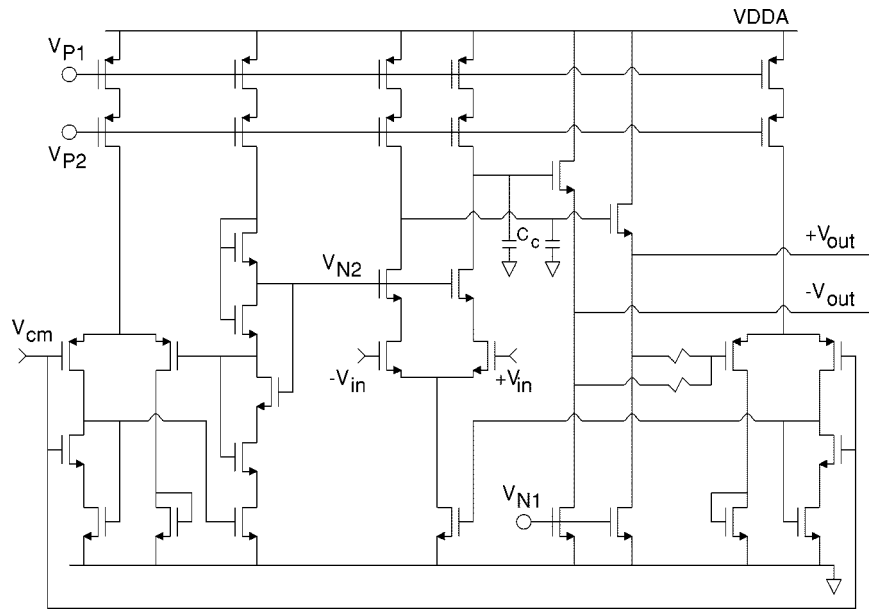 VDDA
VP1
VP2
Cc
+Vout
VN2
-Vout
Vcm
-Vin
+Vin
VN1